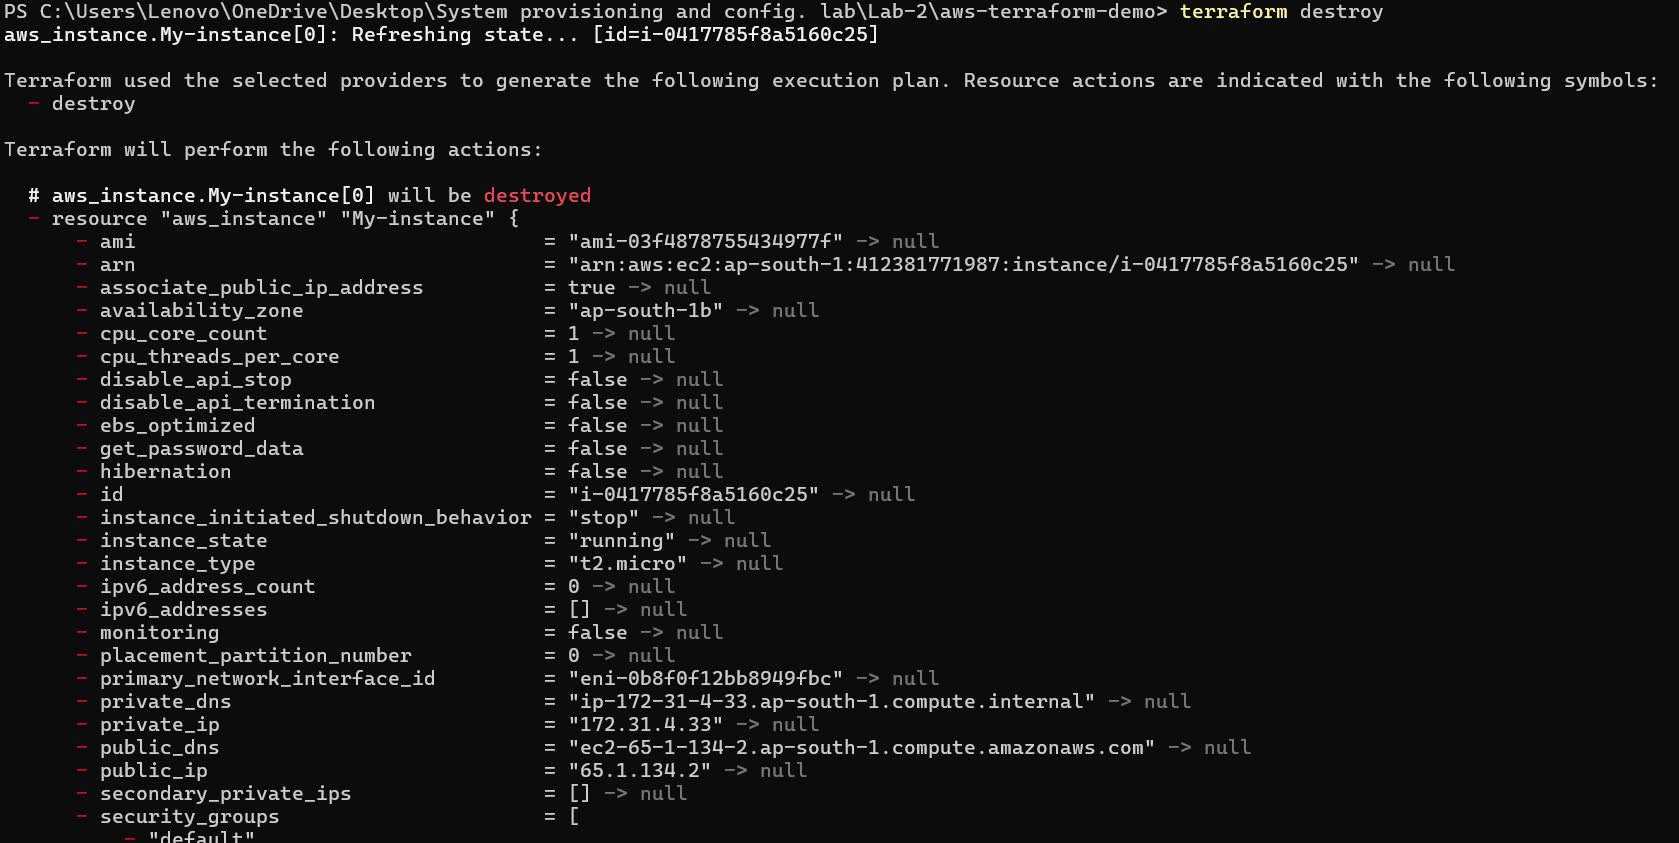 PS C:\Users\Lenovo\OneDrive\Desktop\System provisioning and config. lab\Lab-2\aws-terraform-demo> terraform destroy
aws_instance.My-instance[0]: Refreshing state... [id=i-0417785f8a5160c25]
Terraform used the selected providers to generate the following execution plan. Resource actions are indicated with the following symbols:
- destroy
Terraform will perform the following actions:
# aws_instance.My-instance[0] will be destroyed
- resource "aws_instance" "My-instance" {
- ami = "ami-03f4878755434977f" -> null
- arn = "arn:aws:ec2:ap-south-1:412381771987:instance/i-0417785f8a5160c25" -> null
- associate_public_ip_address = true -> null
- availability_zone = "ap-south-1b" -> null
- cpu_core_count = 1 -> null
- cpu_threads_per_core = 1 -> null
- disable_api_stop = false -> null
- disable_api_termination = false -> null
- ebs_optimized = false -> null
- get_password_data = false -> null
- hibernation = false -> null
- id = "i-0417785f8a5160c25" -> null
- instance_initiated_shutdown_behavior = "stop" -> null
- instance_state = "running" -> null
- instance_type = "t2.micro" -> null
- ipv6_address_count = 0 -> null
- ipv6_addresses = [] -> null
- monitoring = false -> null
- placement_partition_number = 0 -> null
- primary_network_interface_id = "eni-0b8f0f12bb8949fbc" -> null
- private_dns = "ip-172-31-4-33.ap-south-1.compute.internal" -> null
- private_ip = "172.31.4.33" -> null
- public_dns = "ec2-65-1-134-2.ap-south-1.compute.amazonaws.com" -> null
- public_ip = "65.1.134.2" -> null
- secondary_private_ips = [] -> null
- security_groups = [
- "default"